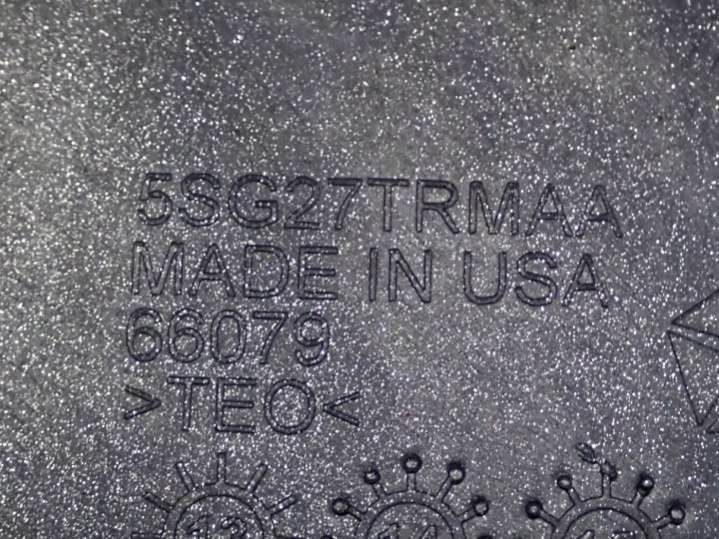 5SG27TRMAA
MADE IN USA
66079
>TEO<